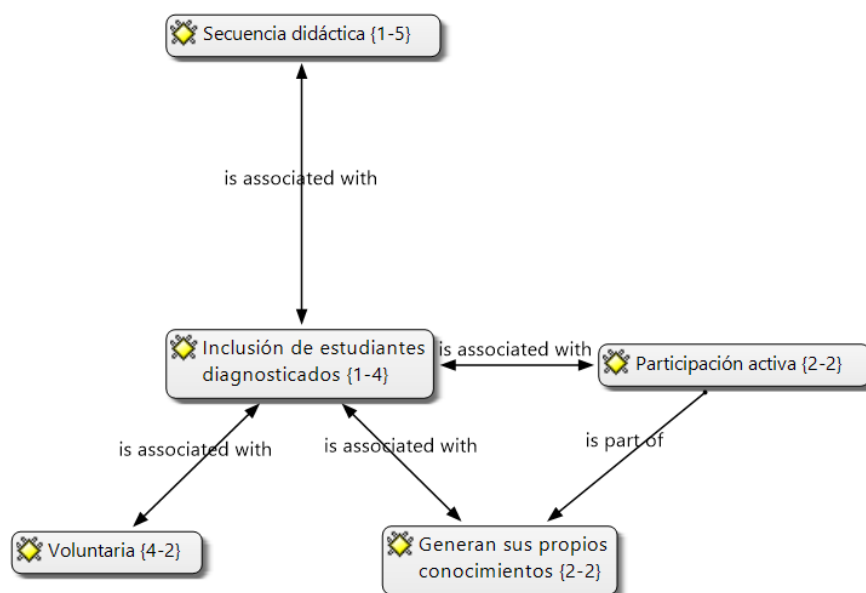 Secuencia didáctica {1-5}
is associated with
Inclusión de estudiantes
diagnosticados {1-4}
is associated with
Participación activa {2-2}
is associated with
is associated with
is part of
Voluntaria {4-2}
Generan sus propios
conocimientos {2-2}